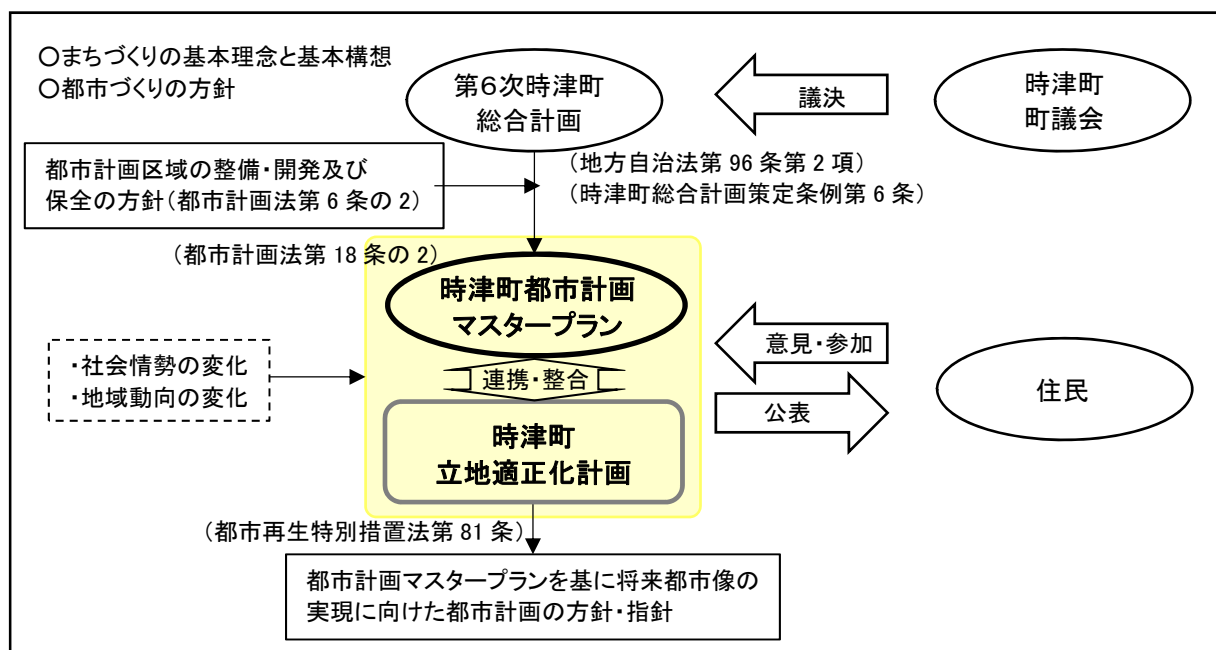 ○まちづくりの基本理念と基本構想
○都市づくりの方針
第6次時津町
総合計画
議決
時津町
町議会
都市計画区域の整備・開発及び
保全の方針(都市計画法第6条の2)
(地方自治法第96条第2項)
(時津町総合計画策定条例第6条)
(都市計画法第18条の2)
時津町都市計画
マスタープラン
・社会情勢の変化
・地域動向の変化
連携・整合
意見・参加
公表
住民
時津町
立地適正化計画
(都市再生特別措置法第81条)
都市計画マスタープランを基に将来都市像の
実現に向けた都市計画の方針・指針